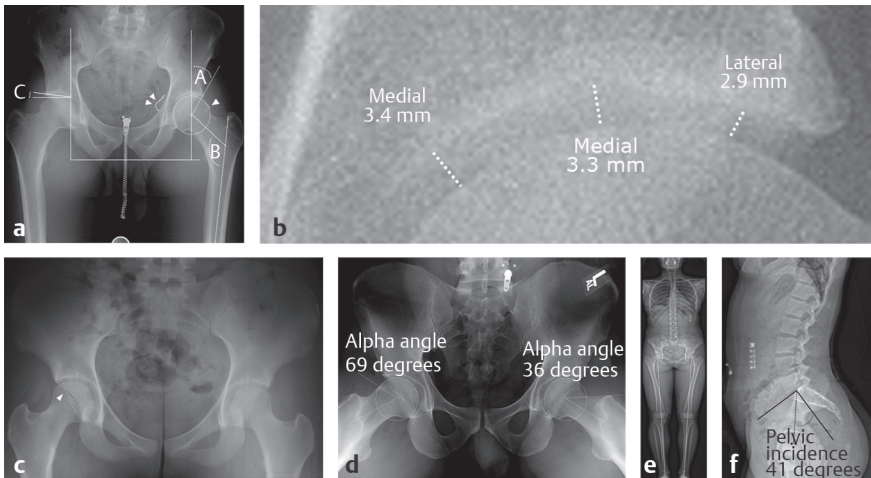 A
C
B
a
Medial
3.4 mm
Medial
3.3 mm
Lateral
2.9 mm
b
c
Alpha angle
69 degrees
Alpha angle
36 degrees
d
e
Pelvic
incidence
41 degrees
f